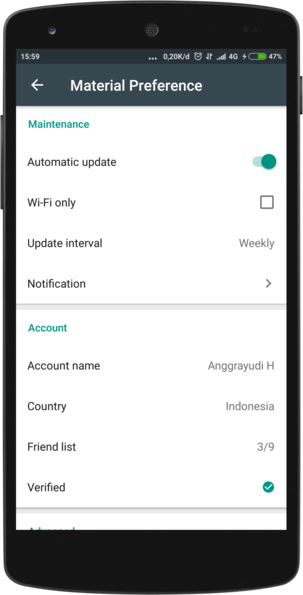 15:59
... 0,20K/d 4G 47%
Material Preference
Maintenance
Automatic update
Wi-Fi only
Update interval Weekly
Notification
Account
Account name Anggrayudi H
Country Indonesia
Friend list 3/9
Verified